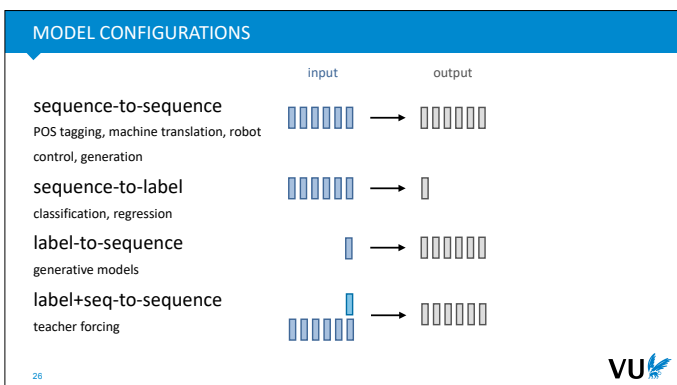 MODEL CONFIGURATIONS
input output
sequence-to-sequence
POS tagging, machine translation, robot
control, generation
sequence-to-label
classification, regression
label-to-sequence
generative models
label+seq-to-sequence
teacher forcing
26
VU